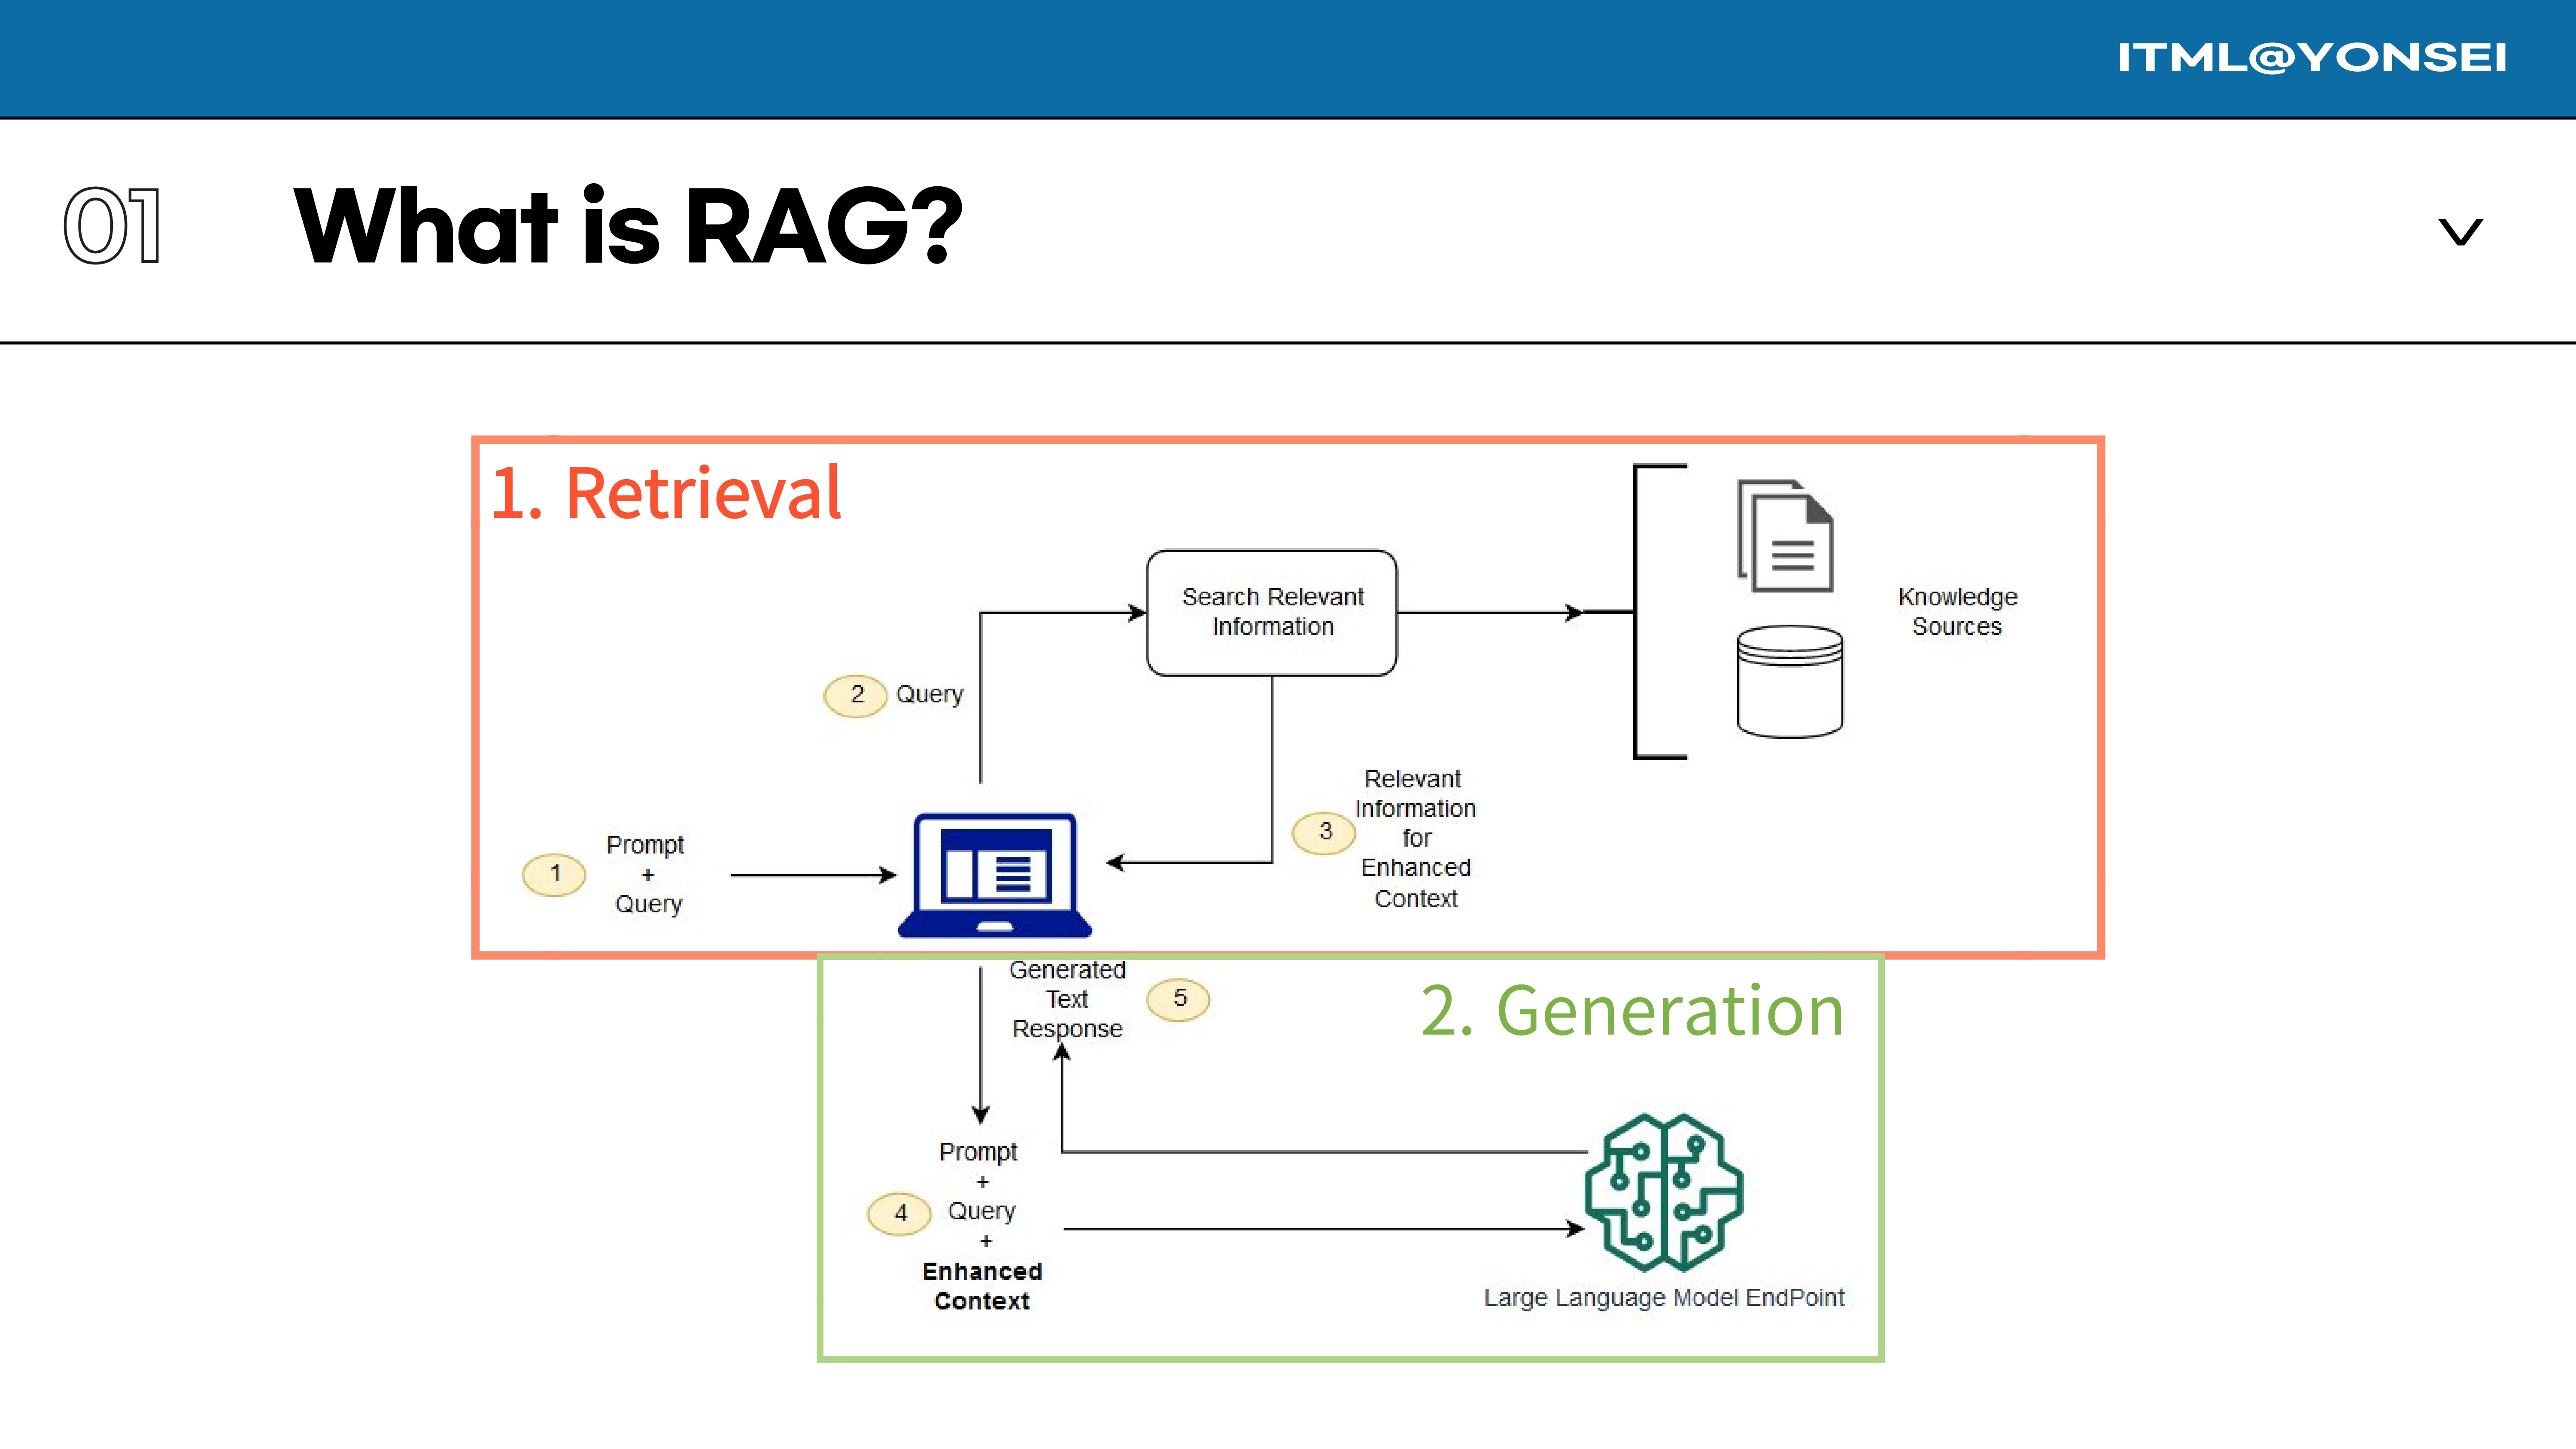 ITML@YONSEI
01
What is RAG?
1. Retrieval
Search Relevant
Information
Knowledge
Sources
2
Query
Relevant
Information
for
Enhanced
Context
3
1
Prompt
+
Query
Generated
Text
Response
5
2. Generation
Prompt
+
Query
+
Enhanced
Context
4
Large Language Model EndPoint